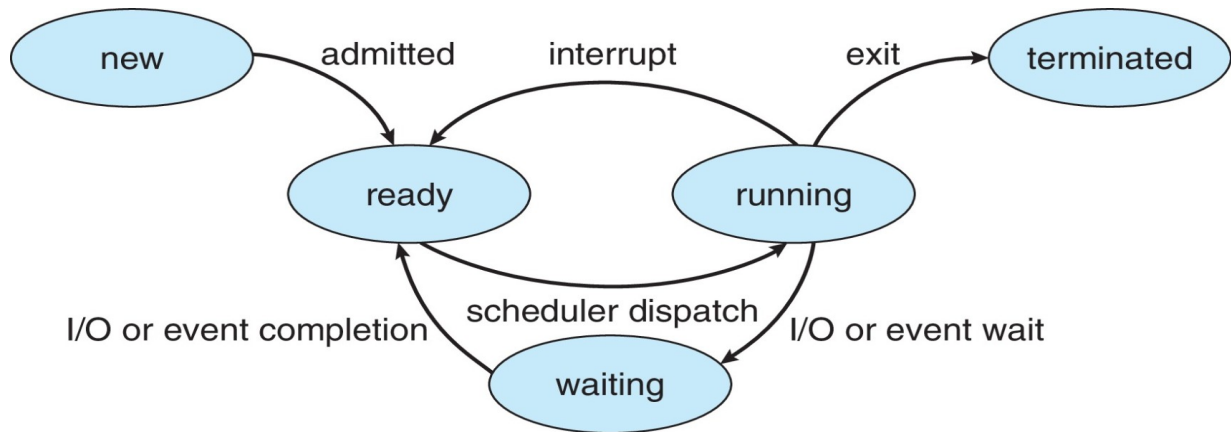 new
admitted
interrupt
exit
terminated
ready
running
I/O or event completion
scheduler dispatch
I/O or event wait
waiting